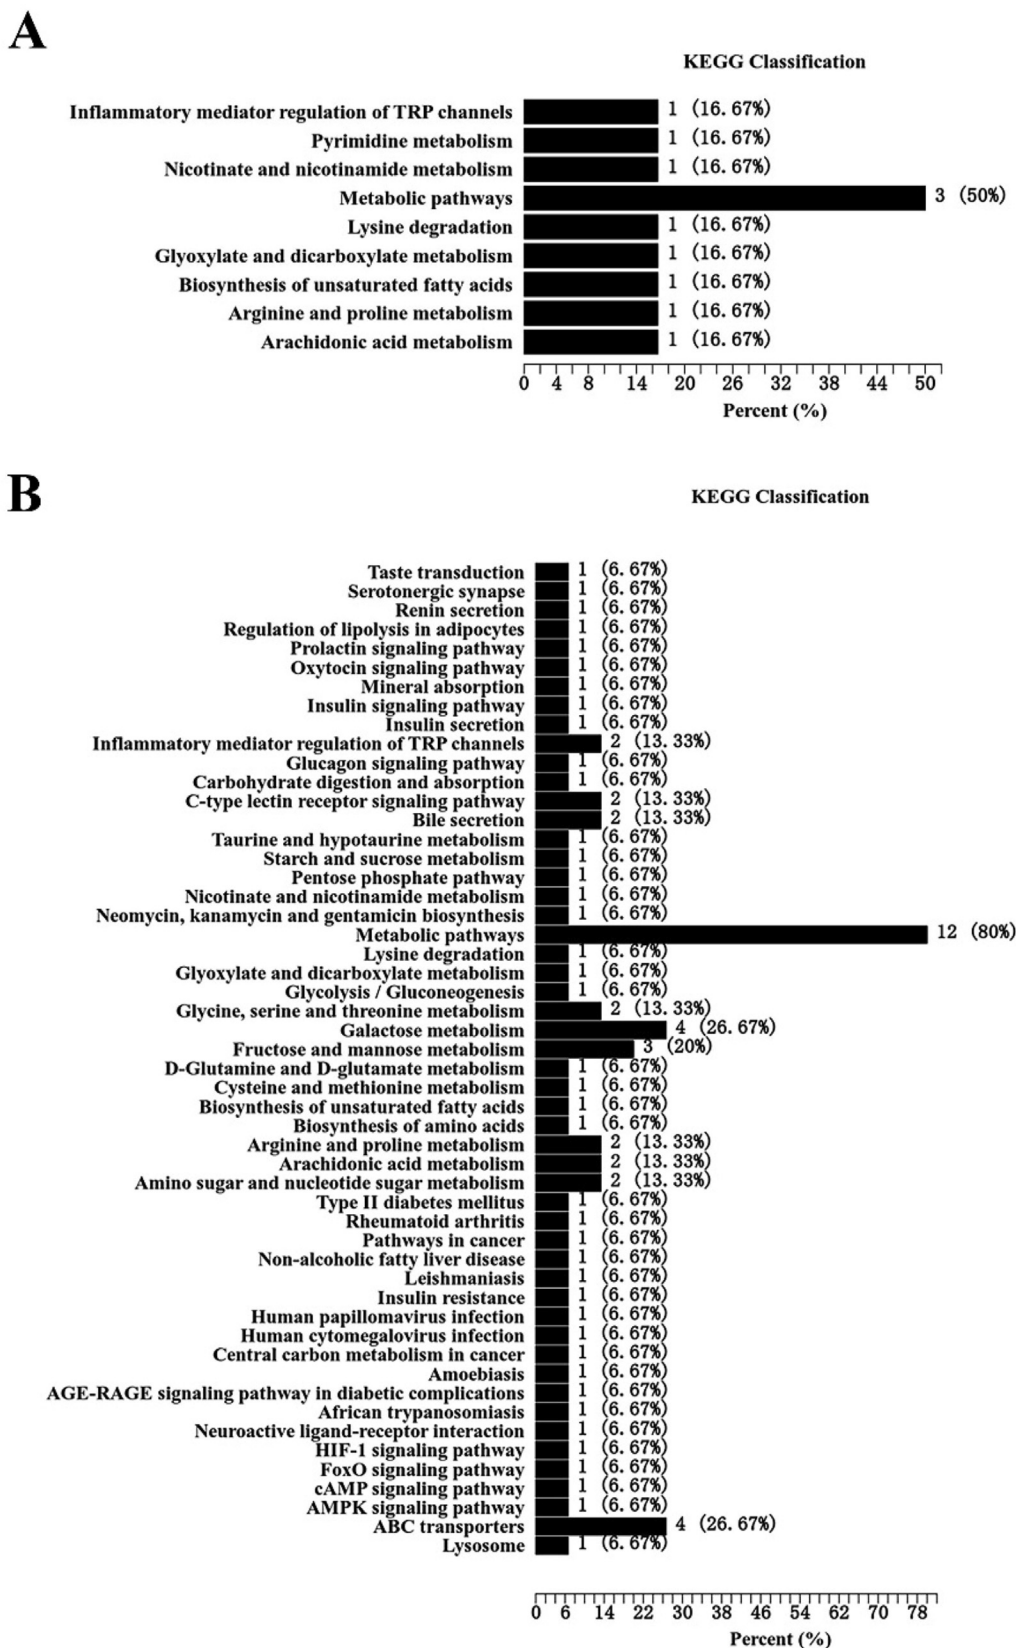 A
KEGG Classification
Inflammatory mediator regulation of TRP channels 1 (16.67%)
Pyrimidine metabolism 1 (16.67%)
Nicotinate and nicotinamide metabolism 1 (16.67%)
Metabolic pathways 3 (50%)
Lysine degradation 1 (16.67%)
Glyoxylate and dicarboxylate metabolism 1 (16.67%)
Biosynthesis of unsaturated fatty acids 1 (16.67%)
Arginine and proline metabolism 1 (16.67%)
Arachidonic acid metabolism 1 (16.67%)
0 4 8 14 20 26 32 38 44 50
Percent (%)
B
KEGG Classification
Taste transduction 1 (6.67%)
Serotonergic synapse 1 (6.67%)
Renin secretion 1 (6.67%)
Regulation of lipolysis in adipocytes 1 (6.67%)
Prolactin signaling pathway 1 (6.67%)
Oxytocin signaling pathway 1 (6.67%)
Mineral absorption 1 (6.67%)
Insulin signaling pathway 1 (6.67%)
Insulin secretion 1 (6.67%)
Inflammatory mediator regulation of TRP channels 2 (13.33%)
Glucagon signaling pathway 1 (6.67%)
Carbohydrate digestion and absorption 1 (6.67%)
C-type lectin receptor signaling pathway 2 (13.33%)
Bile secretion 2 (13.33%)
Taurine and hypotaurine metabolism 1 (6.67%)
Starch and sucrose metabolism 1 (6.67%)
Pentose phosphate pathway 1 (6.67%)
Nicotinate and nicotinamide metabolism 1 (6.67%)
Neomycin, kanamycin and gentamicin biosynthesis 1 (6.67%)
Metabolic pathways 12 (80%)
Lysine degradation 1 (6.67%)
Glyoxylate and dicarboxylate metabolism 1 (6.67%)
Glycolysis / Gluconeogenesis 1 (6.67%)
Glycine, serine and threonine metabolism 2 (13.33%)
Galactose metabolism 4 (26.67%)
Fructose and mannose metabolism 3 (20%)
D-Glutamine and D-glutamate metabolism 1 (6.67%)
Cysteine and methionine metabolism 1 (6.67%)
Biosynthesis of unsaturated fatty acids 1 (6.67%)
Biosynthesis of amino acids 1 (6.67%)
Arginine and proline metabolism 2 (13.33%)
Arachidonic acid metabolism 2 (13.33%)
Amino sugar and nucleotide sugar metabolism 2 (13.33%)
Type II diabetes mellitus 1 (6.67%)
Rheumatoid arthritis 1 (6.67%)
Pathways in cancer 1 (6.67%)
Non-alcoholic fatty liver disease 1 (6.67%)
Leishmaniasis 1 (6.67%)
Insulin resistance 1 (6.67%)
Human papillomavirus infection 1 (6.67%)
Human cytomegalovirus infection 1 (6.67%)
Central carbon metabolism in cancer 1 (6.67%)
Amoebiasis 1 (6.67%)
AGE-RAGE signaling pathway in diabetic complications 1 (6.67%)
African trypanosomiasis 1 (6.67%)
Neuroactive ligand-receptor interaction 1 (6.67%)
HIF-1 signaling pathway 1 (6.67%)
FoxO signaling pathway 1 (6.67%)
cAMP signaling pathway 1 (6.67%)
AMPK signaling pathway 1 (6.67%)
ABC transporters 4 (26.67%)
Lysosome 1 (6.67%)
0 6 14 22 30 38 46 54 62 70 78
Percent (%)